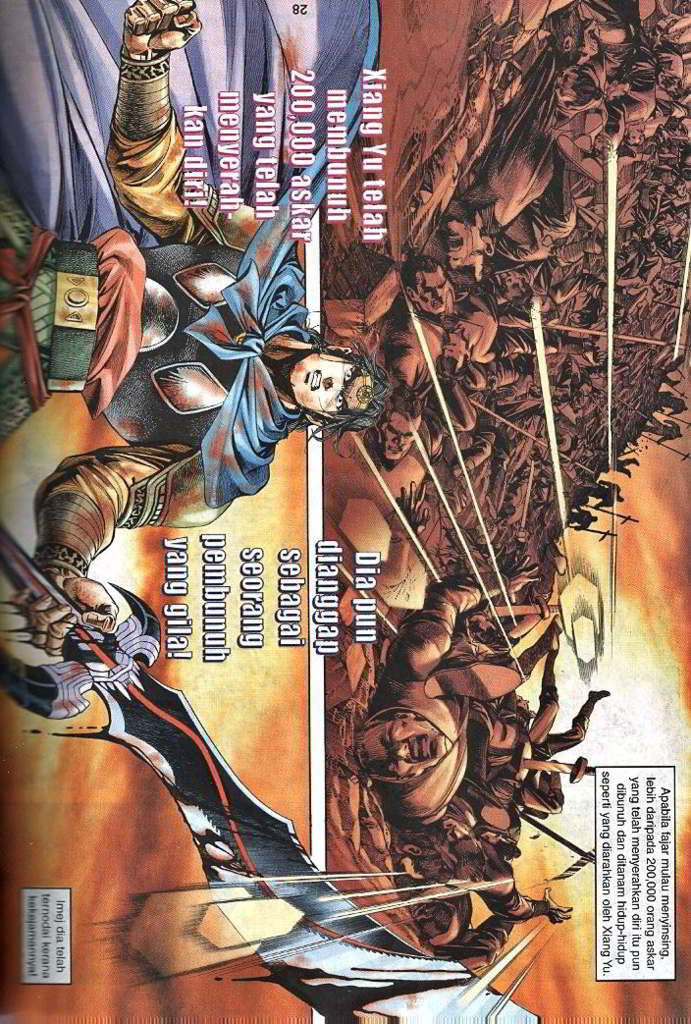 Apabila fajar mulau menyinsing,
lebih daripada 200,000 orang askar
yang telah menyerahkan diri itu pun
dibunuh dan ditanam hidup-hidup
seperti yang diarahkan oleh Xiang Yu.
Xiang Yu telah
membunuh
200,000 askar
yang telah
menyerah-
kan diri!
Dia pun
dianggap
sebagai
seorang
pembunuh
yang gila!
Imej dia telah
ternodai kerana
kekejamannya!
28